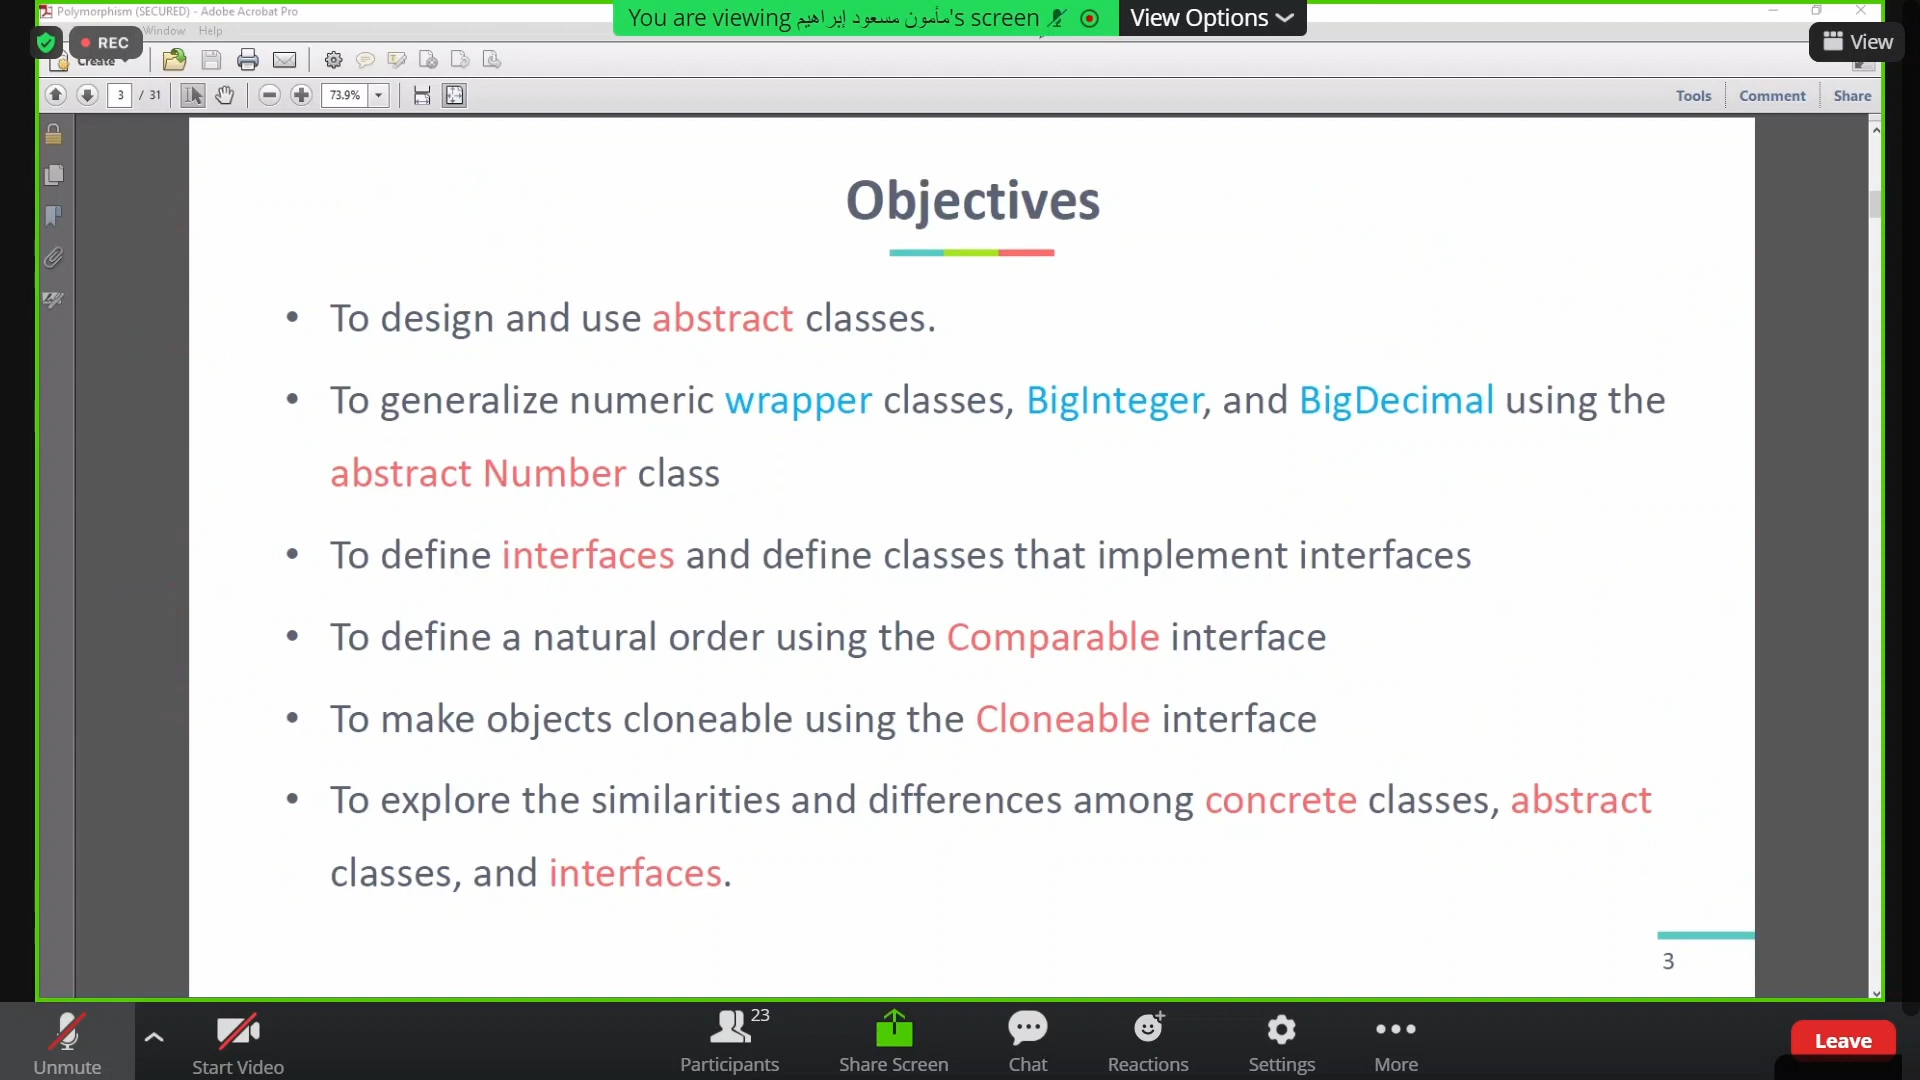 Polymorphism (SECURED) - Adobe Acrobat Pro
You are viewing مأمون مسعود إبراهيم's screen
View Options
REC
Window Help
View
Create
3 / 31
73.9%
Tools Comment Share
Objectives
• To design and use abstract classes.
• To generalize numeric wrapper classes, BigInteger, and BigDecimal using the
abstract Number class
• To define interfaces and define classes that implement interfaces
• To define a natural order using the Comparable interface
• To make objects cloneable using the Cloneable interface
• To explore the similarities and differences among concrete classes, abstract
classes, and interfaces.
3
Unmute
Start Video
23
Participants
Share Screen
Chat
Reactions
Settings
More
Leave